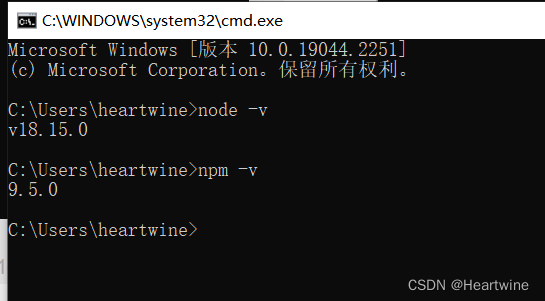 C:\WINDOWS\system32\cmd.exe
Microsoft Windows [版本 10.0.19044.2251]
(c) Microsoft Corporation。保留所有权利。
C:\Users\heartwine>node -v
v18.15.0
C:\Users\heartwine>npm -v
9.5.0
C:\Users\heartwine>
CSDN @Heartwine